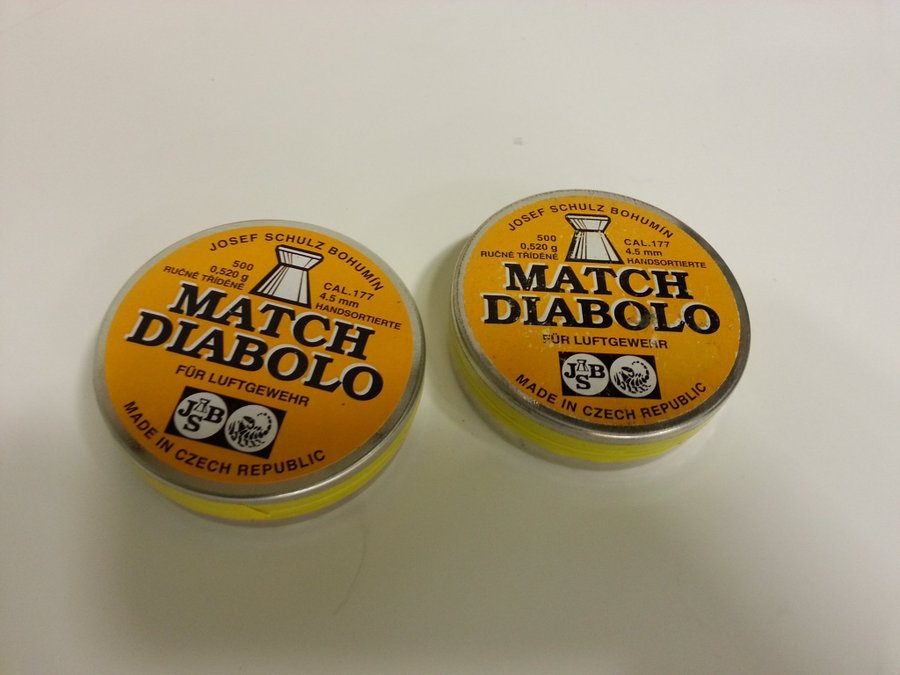 JOSEF SCHULZ BOHUMÍN
500
0,520 g
RUČNĚ TŘÍDĚNÉ
CAL.177
4.5 mm
HANDSORTIERTE
MATCH
DIABOLO
FÜR LUFTGEWEHR
JSB
MADE IN CZECH REPUBLIC
JOSEF SCHULZ BOHUMÍN
500
0,520 g
RUČNĚ TŘÍDĚNÉ
CAL.177
4.5 mm
HANDSORTIERTE
MATCH
DIABOLO
FÜR LUFTGEWEHR
JSB
MADE IN CZECH REPUBLIC